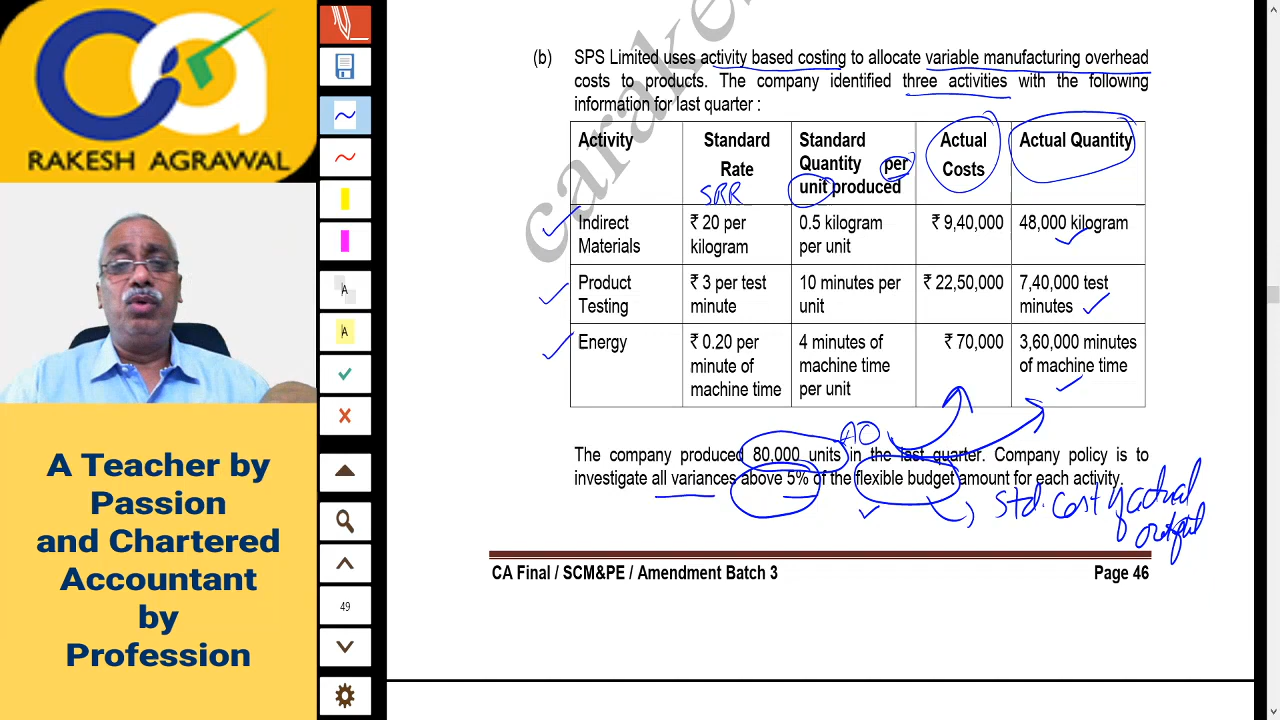 RAKESH AGRAWAL
A Teacher by
Passion
and Chartered
Accountant
by
Profession
A
A
49
carakes
(b) SPS Limited uses activity based costing to allocate variable manufacturing overhead
costs to products. The company identified three activities with the following
information for last quarter :
Activity Standard Rate Standard Quantity per unit produced Actual Costs Actual Quantity
SRR
Indirect Materials ₹ 20 per kilogram 0.5 kilogram per unit ₹ 9,40,000 48,000 kilogram
Product Testing ₹ 3 per test minute 10 minutes per unit ₹ 22,50,000 7,40,000 test minutes
Energy ₹ 0.20 per minute of machine time 4 minutes of machine time per unit ₹ 70,000 3,60,000 minutes of machine time
AO
The company produced 80,000 units in the last quarter. Company policy is to
investigate all variances above 5% of the flexible budget amount for each activity.
Std. cost of actual
output
CA Final / SCM&PE / Amendment Batch 3 Page 46